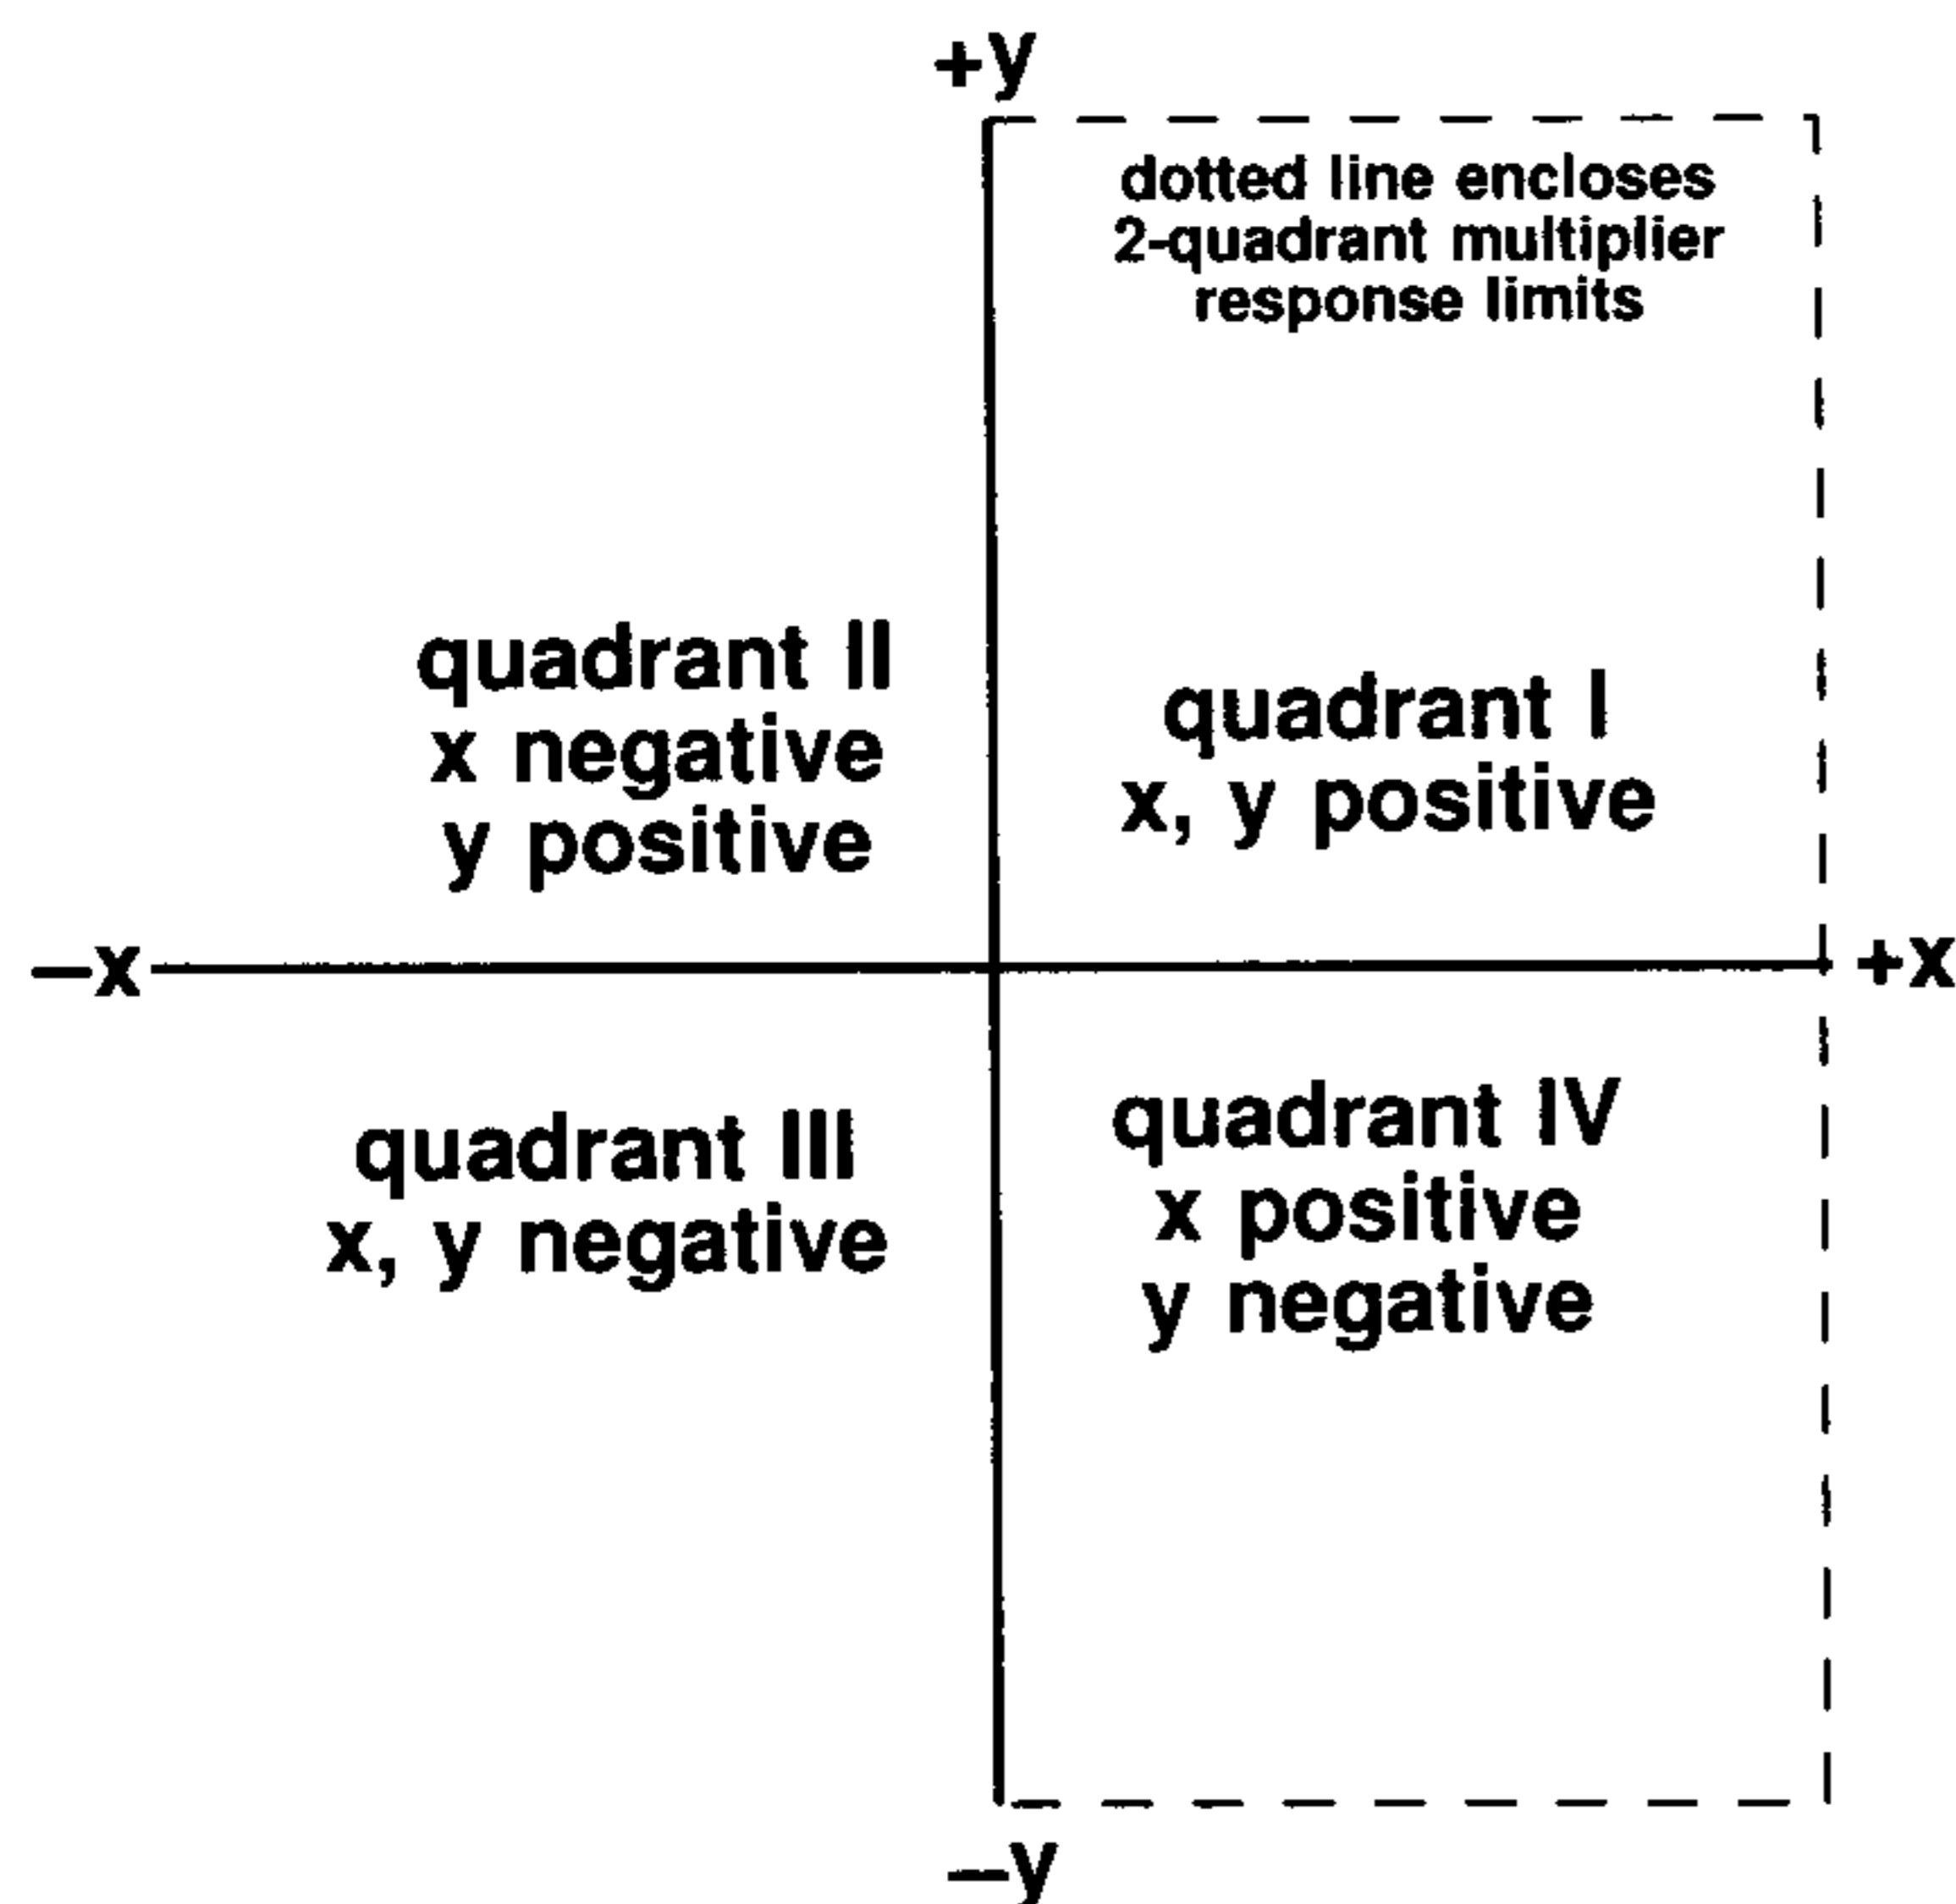 +y
dotted line encloses
2-quadrant multiplier
response limits
quadrant II
x negative
y positive
quadrant I
x, y positive
−x
+x
quadrant III
x, y negative
quadrant IV
x positive
y negative
−y